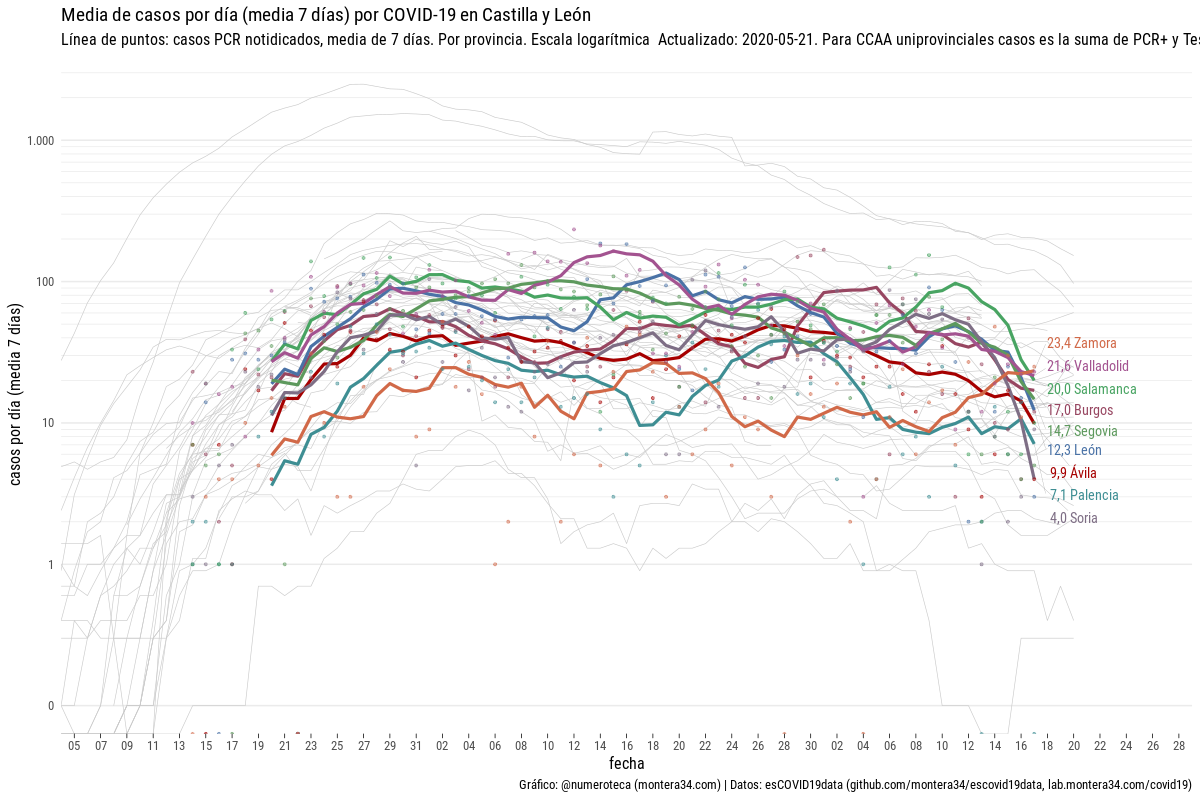 Media de casos por día (media 7 días) por COVID-19 en Castilla y León
Línea de puntos: casos PCR notidicados, media de 7 días. Por provincia. Escala logarítmica  Actualizado: 2020-05-21. Para CCAA uniprovinciales casos es la suma de PCR+ y Tes
casos por día (media 7 días)
1.000
100
10
1
0
23,4 Zamora
21,6 Valladolid
20,0 Salamanca
17,0 Burgos
14,7 Segovia
12,3 León
9,9 Ávila
7,1 Palencia
4,0 Soria
05 07 09 11 13 15 17 19 21 23 25 27 29 31 02 04 06 08 10 12 14 16 18 20 22 24 26 28 30 02 04 06 08 10 12 14 16 18 20 22 24 26 28
fecha
Gráfico: @numeroteca (montera34.com) | Datos: esCOVID19data (github.com/montera34/escovid19data, lab.montera34.com/covid19)